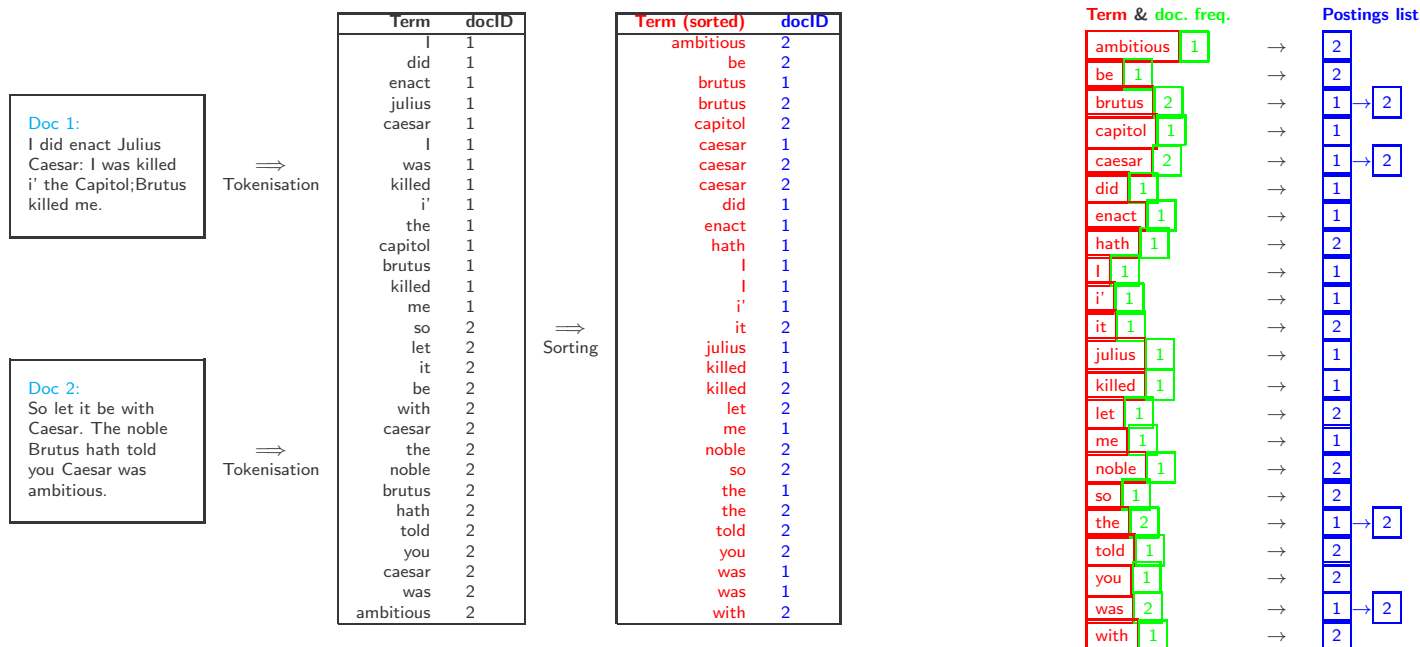 Doc 1:
I did enact Julius
Caesar: I was killed
i' the Capitol;Brutus
killed me.
⟹
Tokenisation
Doc 2:
So let it be with
Caesar. The noble
Brutus hath told
you Caesar was
ambitious.
⟹
Tokenisation
Term docID
I 1
did 1
enact 1
julius 1
caesar 1
I 1
was 1
killed 1
i' 1
the 1
capitol 1
brutus 1
killed 1
me 1
so 2
let 2
it 2
be 2
with 2
caesar 2
the 2
noble 2
brutus 2
hath 2
told 2
you 2
caesar 2
was 2
ambitious 2
⟹
Sorting
Term (sorted) docID
ambitious 2
be 2
brutus 1
brutus 2
capitol 2
caesar 1
caesar 2
caesar 2
did 1
enact 1
hath 1
I 1
I 1
i' 1
it 2
julius 1
killed 1
killed 2
let 2
me 1
noble 2
so 2
the 1
the 2
told 2
you 2
was 1
was 1
with 2
Term & doc. freq. Postings list
ambitious 1 → 2
be 1 → 2
brutus 2 → 1 → 2
capitol 1 → 1
caesar 2 → 1 → 2
did 1 → 1
enact 1 → 1
hath 1 → 2
I 1 → 1
i' 1 → 1
it 1 → 2
julius 1 → 1
killed 1 → 1
let 1 → 2
me 1 → 1
noble 1 → 2
so 1 → 2
the 2 → 1 → 2
told 1 → 2
you 1 → 2
was 2 → 1 → 2
with 1 → 2